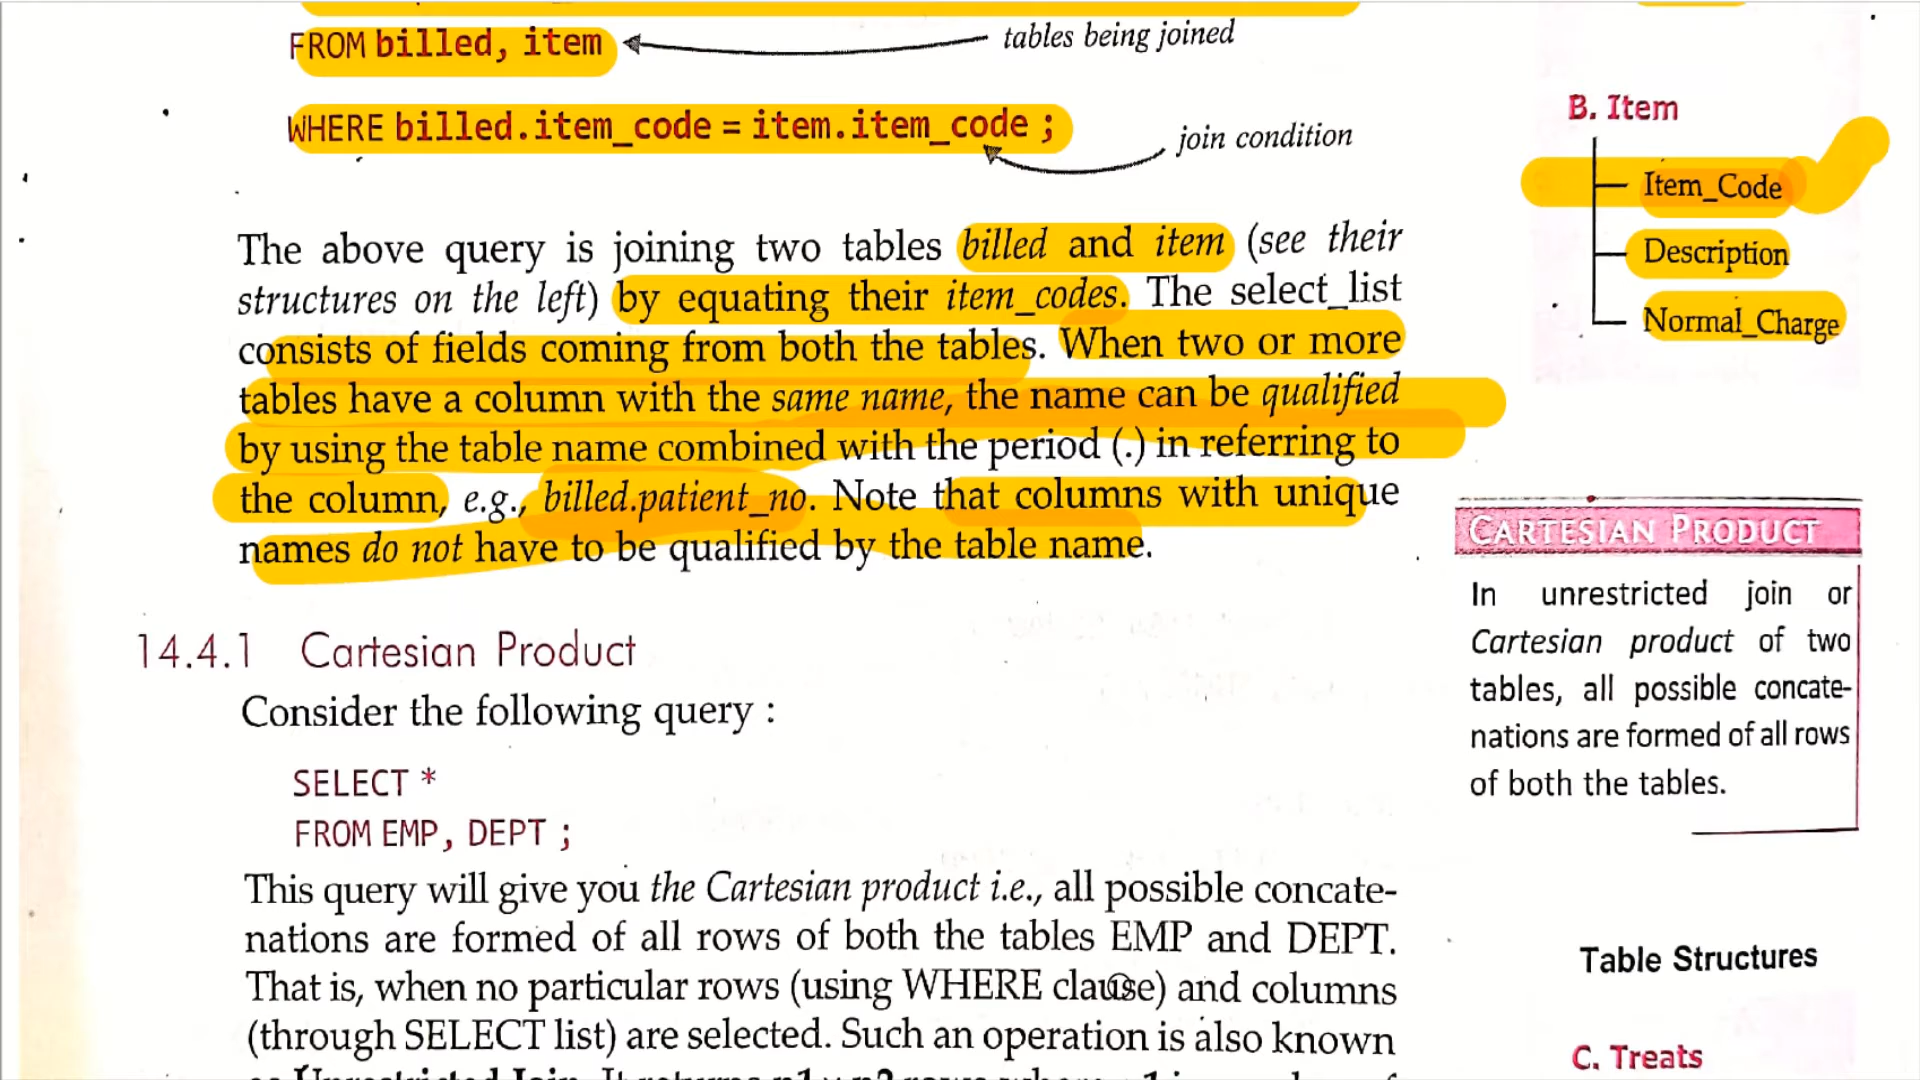 FROM billed, item
tables being joined
WHERE billed.item_code = item.item_code ;
join condition
The above query is joining two tables billed and item (see their
structures on the left) by equating their item_codes. The select_list
consists of fields coming from both the tables. When two or more
tables have a column with the same name, the name can be qualified
by using the table name combined with the period (.) in referring to
the column, e.g., billed.patient_no. Note that columns with unique
names do not have to be qualified by the table name.
14.4.1 Cartesian Product
Consider the following query :
SELECT *
FROM EMP, DEPT ;
This query will give you the Cartesian product i.e., all possible concate-
nations are formed of all rows of both the tables EMP and DEPT.
That is, when no particular rows (using WHERE clause) and columns
(through SELECT list) are selected. Such an operation is also known
B. Item
Item_Code
Description
Normal_Charge
CARTESIAN PRODUCT
In unrestricted join or
Cartesian product of two
tables, all possible concate-
nations are formed of all rows
of both the tables.
Table Structures
C. Treats